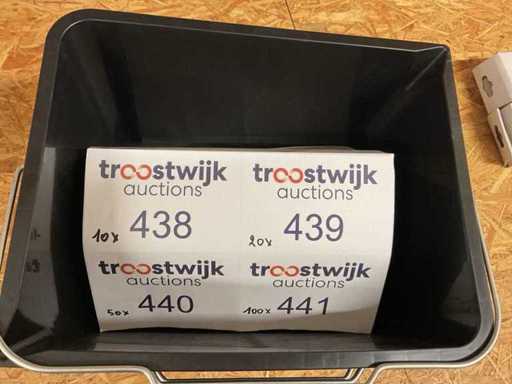 troostwijk
auctions
10x 438
troostwijk
auctions
20x 439
troostwijk
auctions
50x 440
troostwijk
auctions
100x 441